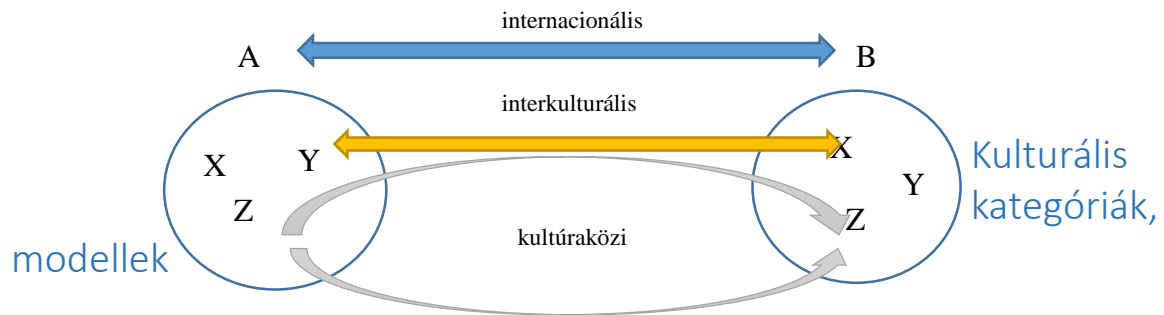 internacionális
A
B
interkulturális
X
Y
Z
X
Y
Z
Kulturális
kategóriák,
modellek
kultúraközi